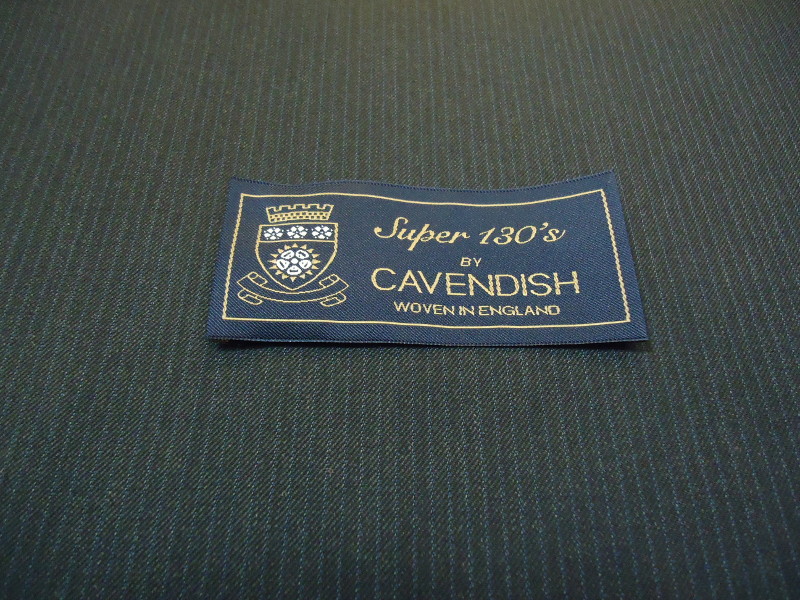 Super 130's
BY
CAVENDISH
WOVEN IN ENGLAND